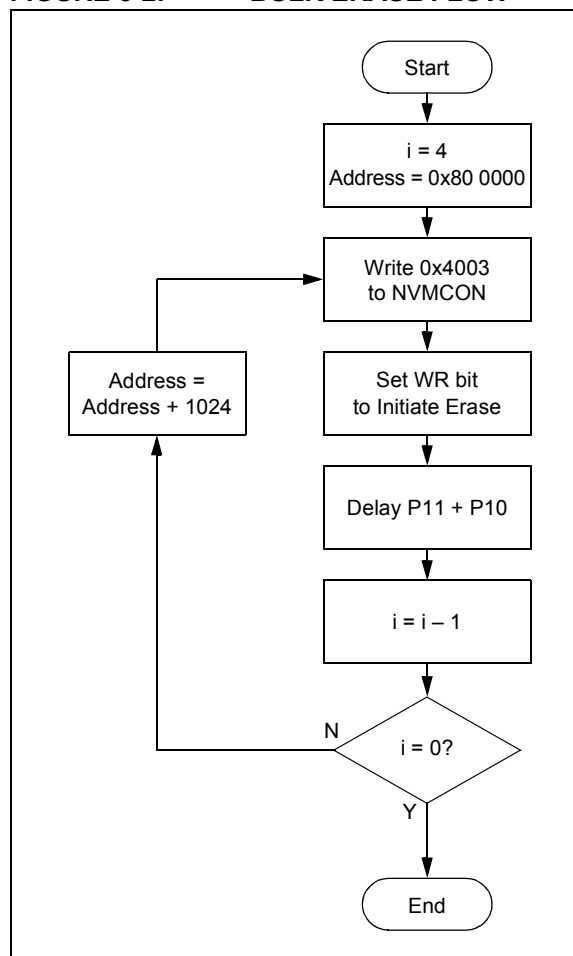 Start
i = 4
Address = 0x80 0000
Write 0x4003
to NVMCON
Address =
Address + 1024
Set WR bit
to Initiate Erase
Delay P11 + P10
i = i – 1
N
i = 0?
Y
End